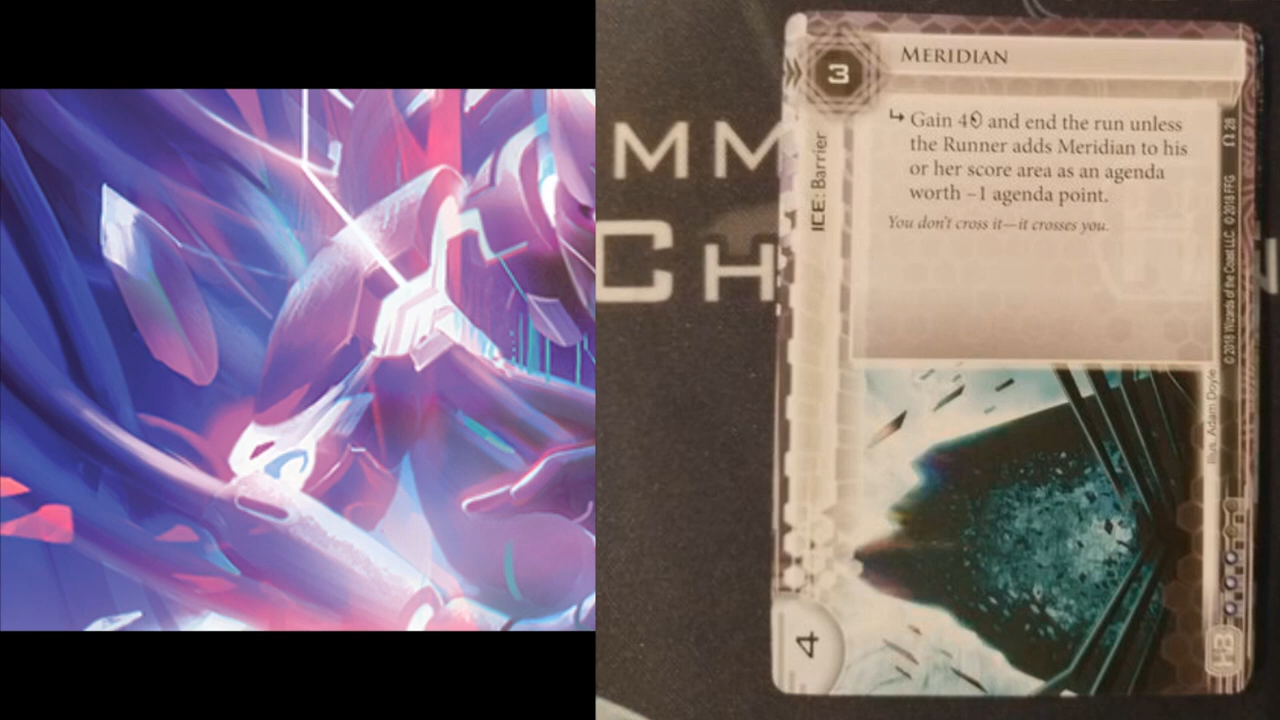 MM
CH
3
MERIDIAN
ICE: Barrier
↳ Gain 4 and end the run unless
the Runner adds Meridian to his
or her score area as an agenda
worth –1 agenda point.
You don't cross it—it crosses you.
28
© 2018 Wizards of the Coast LLC. © 2018 FFG
Illus. Adam Doyle
4
HB